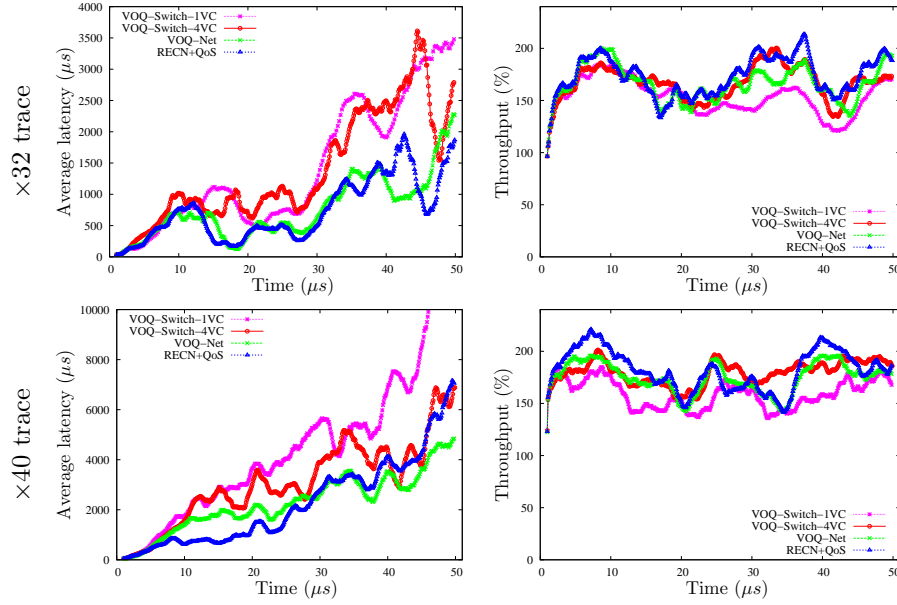 ×32 trace
Average latency (μs)
4000
3500
3000
2500
2000
1500
1000
500
0
0 10 20 30 40 50
Time (μs)
VOQ−Switch−1VC
VOQ−Switch−4VC
VOQ−Net
RECN+QoS
Throughput (%)
200
150
100
50
0
0 10 20 30 40 50
Time (μs)
VOQ−Switch−1VC
VOQ−Switch−4VC
VOQ−Net
RECN+QoS
×40 trace
Average latency (μs)
10000
8000
6000
4000
2000
0
0 10 20 30 40 50
Time (μs)
VOQ−Switch−1VC
VOQ−Switch−4VC
VOQ−Net
RECN+QoS
Throughput (%)
200
150
100
50
0
0 10 20 30 40 50
Time (μs)
VOQ−Switch−1VC
VOQ−Switch−4VC
VOQ−Net
RECN+QoS